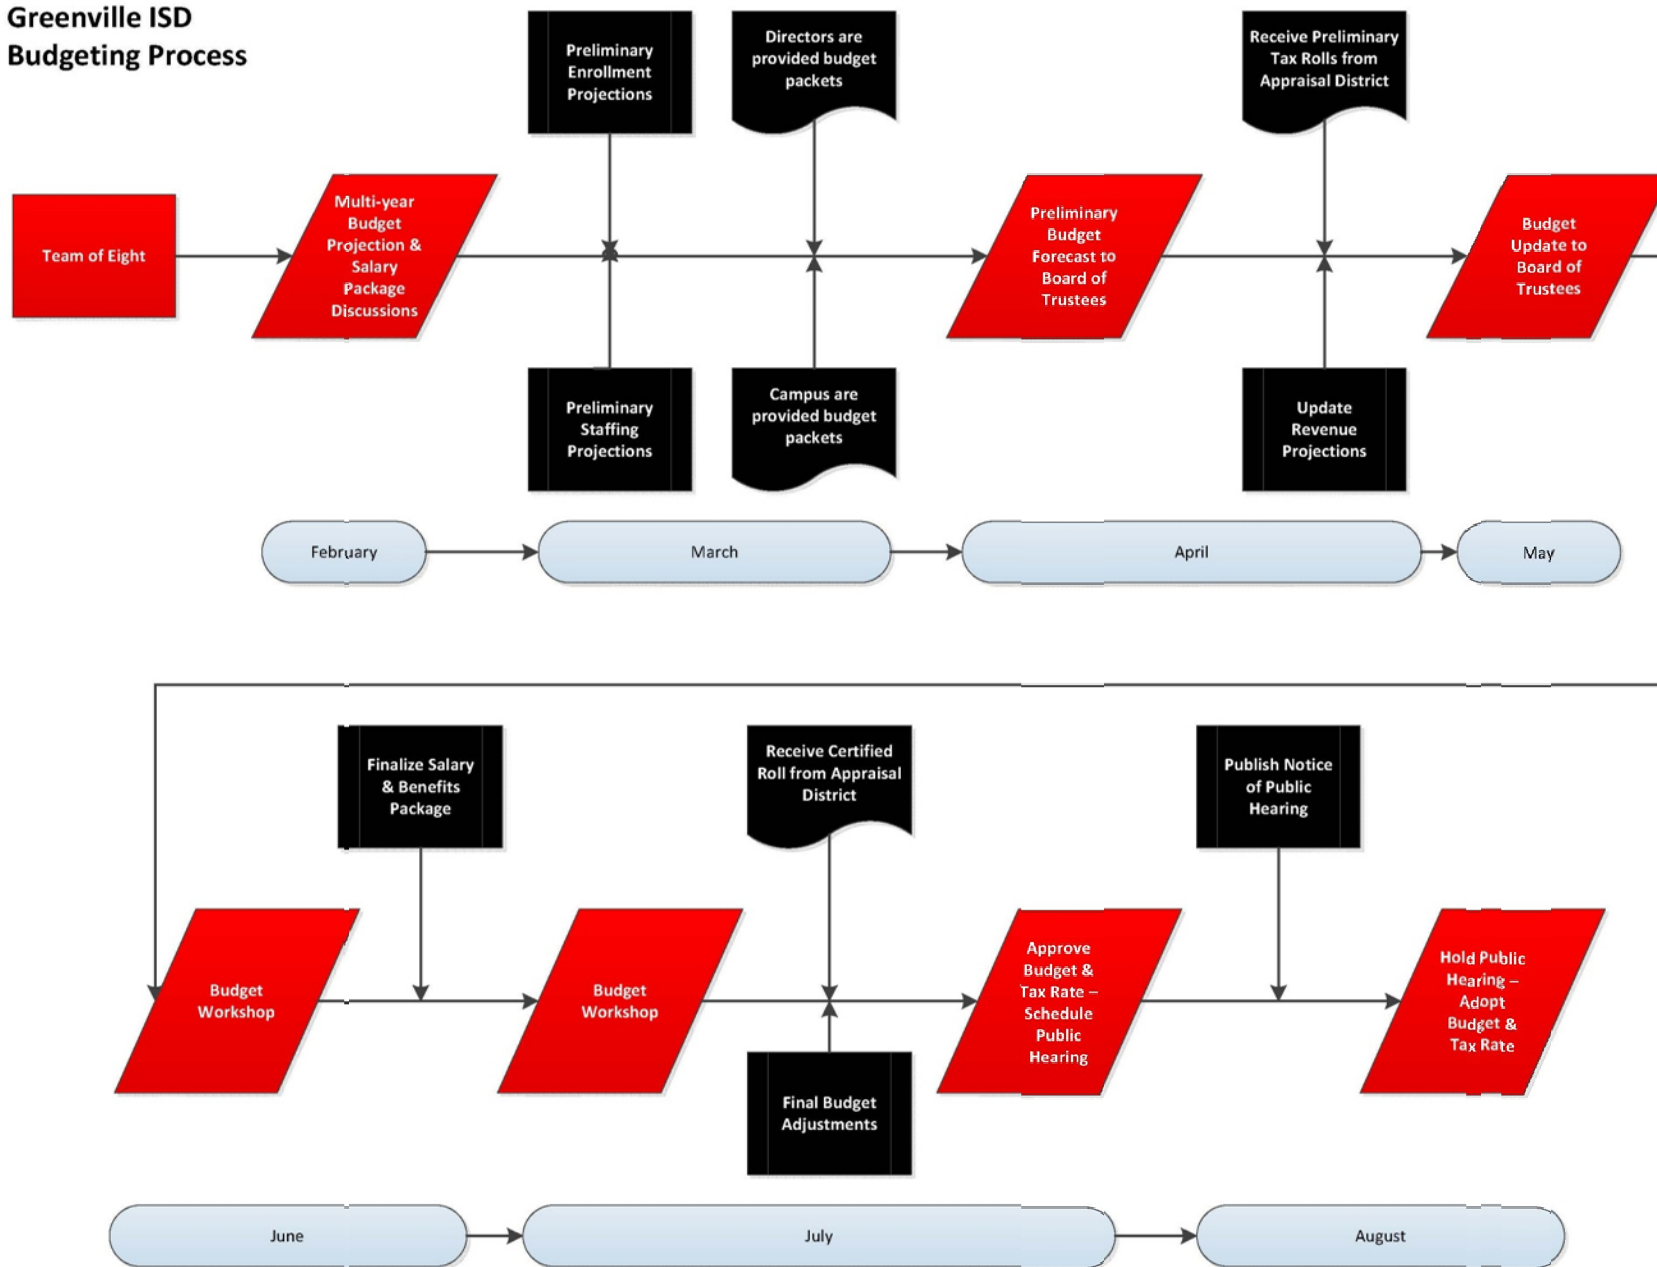 Greenville ISD
Budgeting Process
Preliminary
Enrollment
Projections
Directors are
provided budget
packets
Receive Preliminary
Tax Rolls from
Appraisal District
Team of Eight
Multi-year
Budget
Projection &
Salary
Package
Discussions
Preliminary
Budget
Forecast to
Board of
Trustees
Budget
Update to
Board of
Trustees
Preliminary
Staffing
Projections
Campus are
provided budget
packets
Update
Revenue
Projections
February
March
April
May
Finalize Salary
& Benefits
Package
Receive Certified
Roll from Appraisal
District
Publish Notice
of Public
Hearing
Budget
Workshop
Budget
Workshop
Approve
Budget &
Tax Rate –
Schedule
Public
Hearing
Hold Public
Hearing –
Adopt
Budget &
Tax Rate
Final Budget
Adjustments
June
July
August